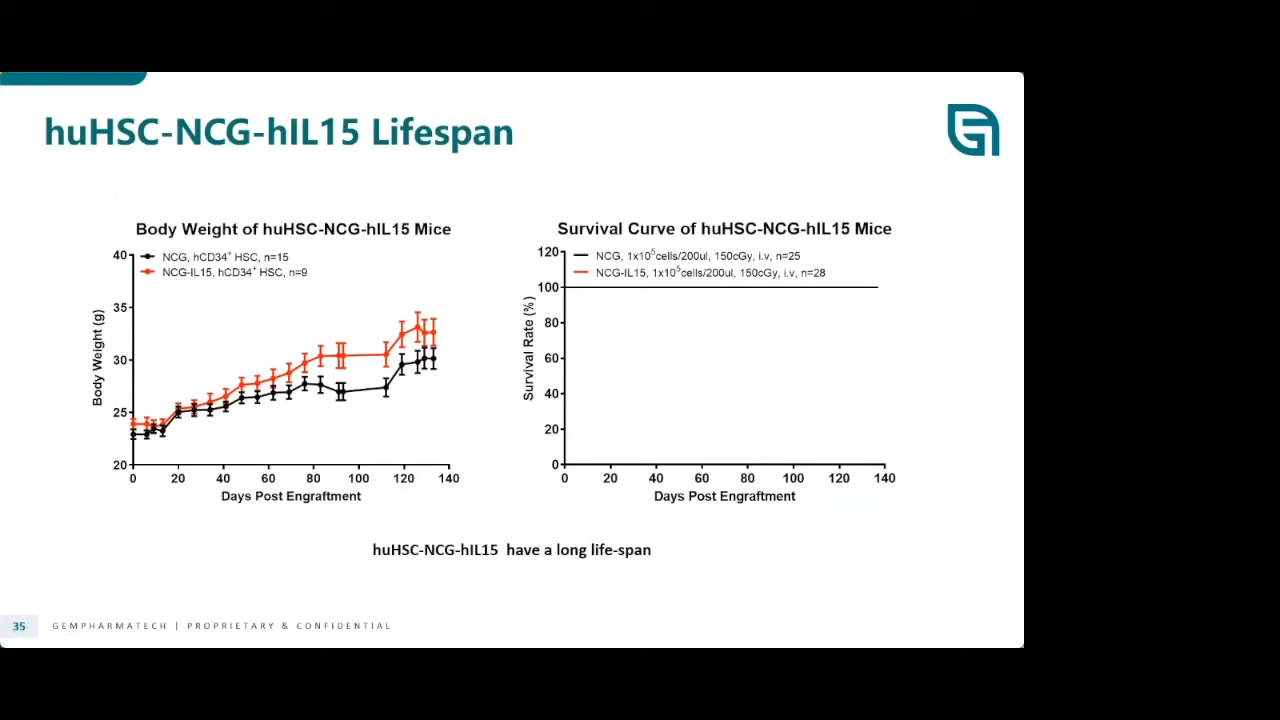 huHSC-NCG-hIL15 Lifespan
Body Weight of huHSC-NCG-hIL15 Mice
NCG, hCD34⁺ HSC, n=15
NCG-IL15, hCD34⁺ HSC, n=9
Body Weight (g)
40
35
30
25
20
0 20 40 60 80 100 120 140
Days Post Engraftment
Survival Curve of huHSC-NCG-hIL15 Mice
NCG, 1x10⁵cells/200ul, 150cGy, i.v, n=25
NCG-IL15, 1x10⁵cells/200ul, 150cGy, i.v, n=28
Survival Rate (%)
120
100
80
60
40
20
0
0 20 40 60 80 100 120 140
Days Post Engraftment
huHSC-NCG-hIL15 have a long life-span
35
GEMPHARMATECH | PROPRIETARY & CONFIDENTIAL